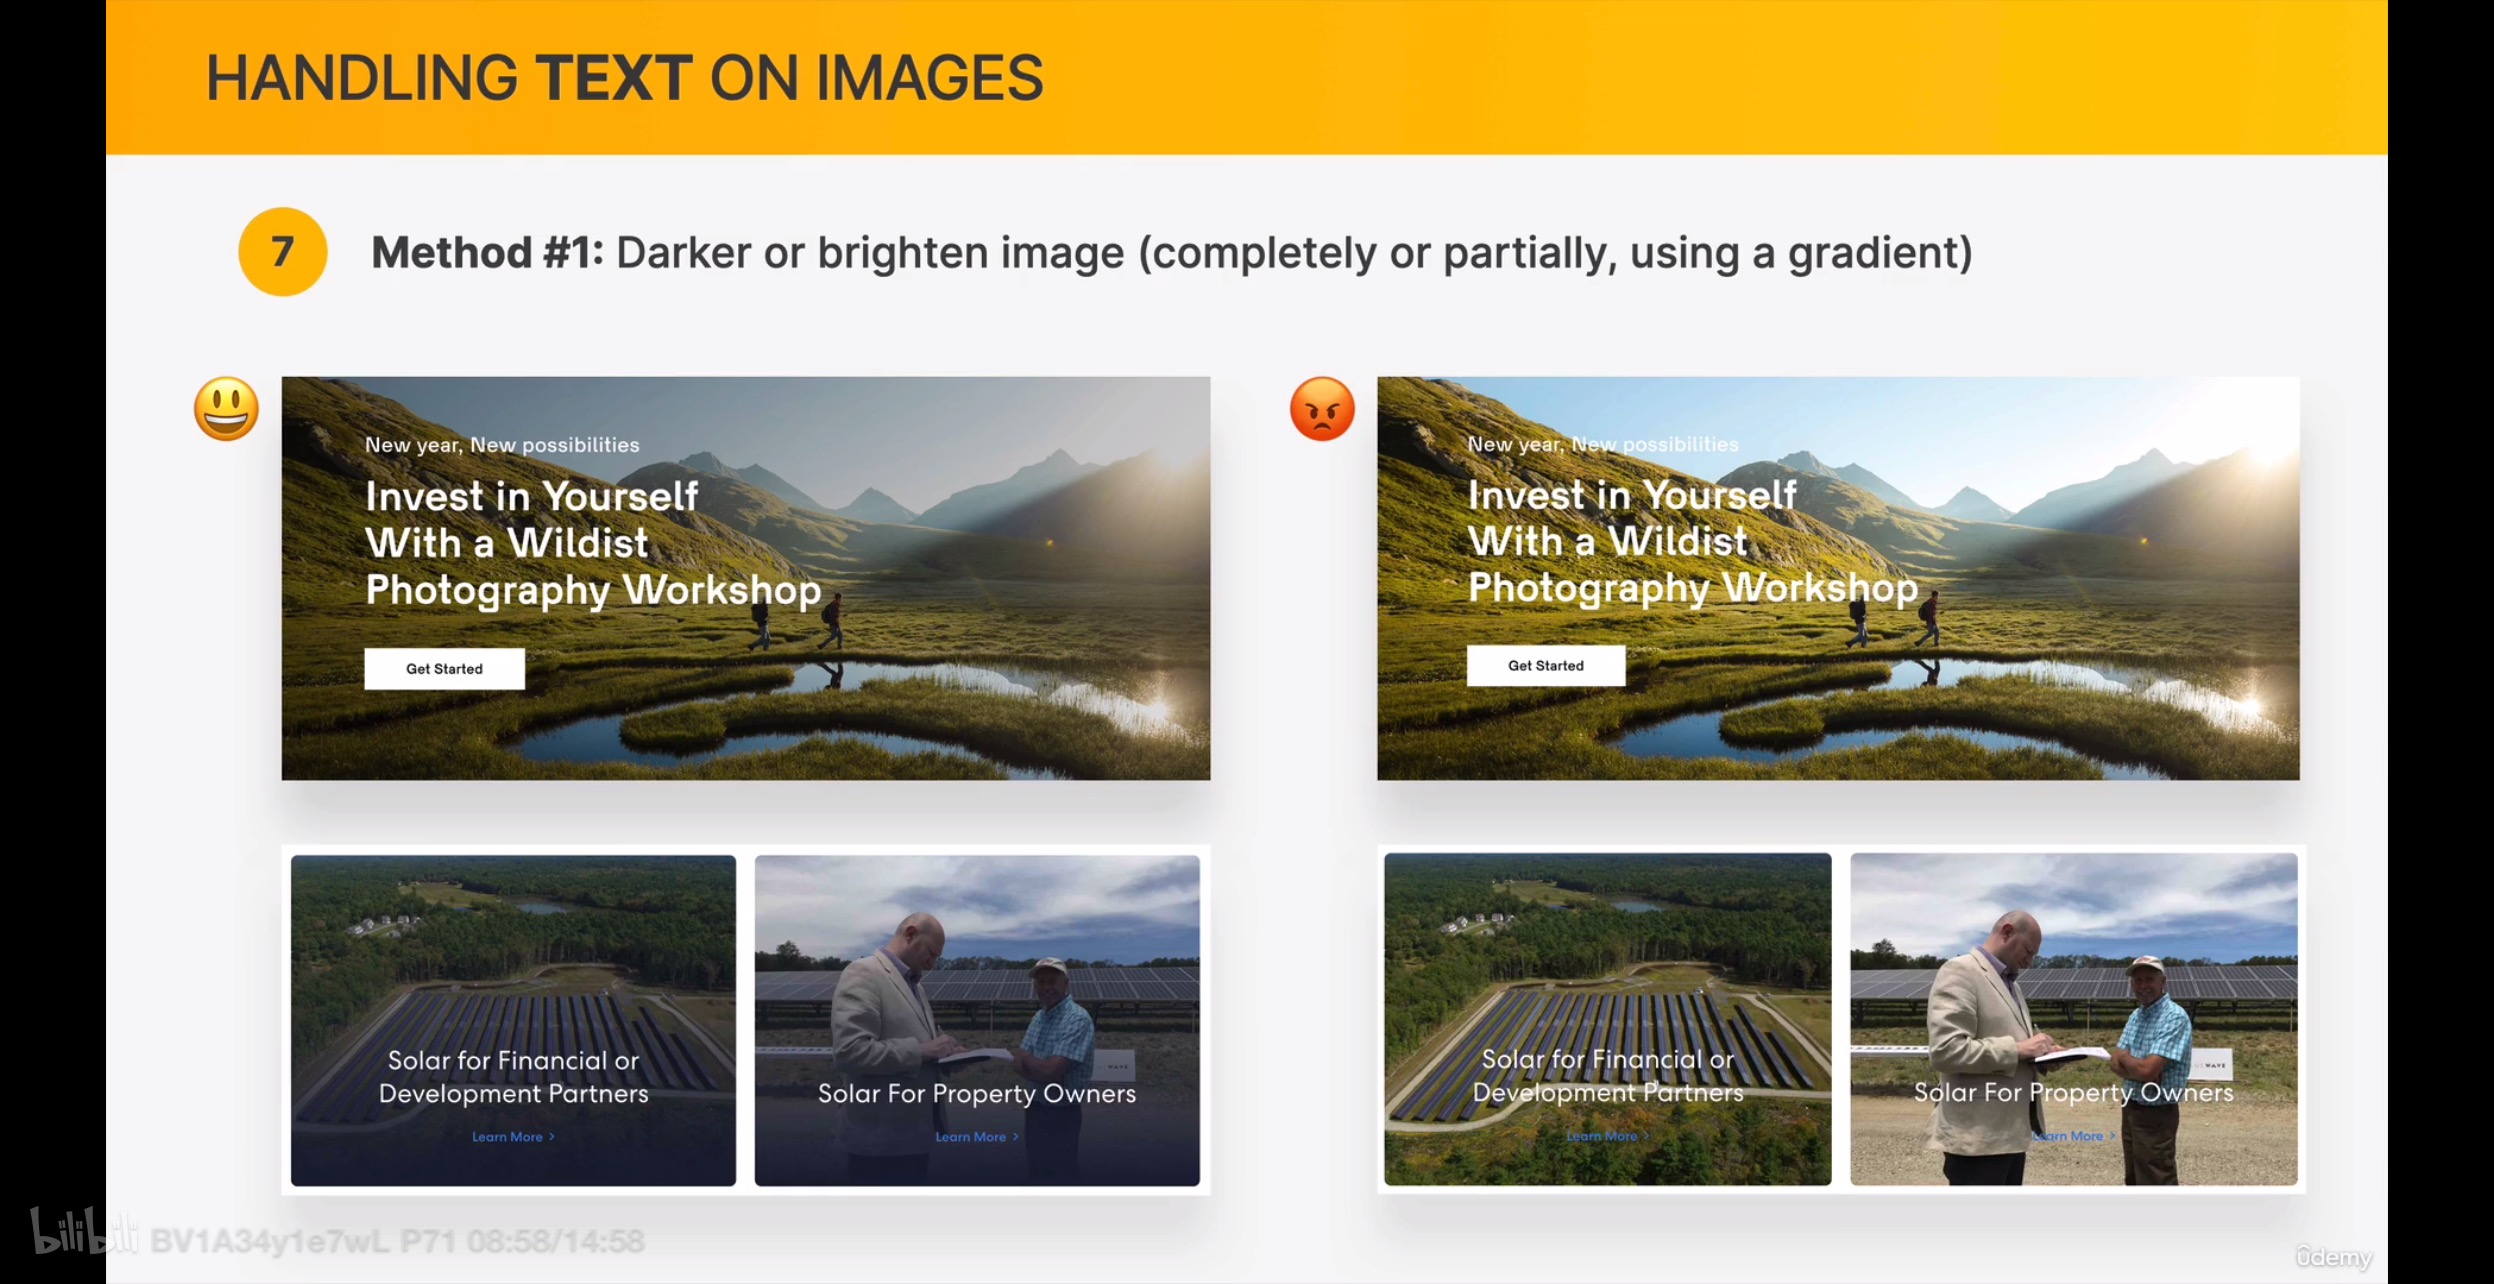 HANDLING TEXT ON IMAGES
7
Method #1: Darker or brighten image (completely or partially, using a gradient)
New year, New possibilities
Invest in Yourself
With a Wildist
Photography Workshop
Get Started
New year, New possibilities
Invest in Yourself
With a Wildist
Photography Workshop
Get Started
Solar for Financial or
Development Partners
Learn More >
Solar For Property Owners
Learn More >
Solar for Financial or
Development Partners
Learn More >
Solar For Property Owners
Learn More >
bilibili BV1A34y1e7wL P71 08:58/14:58
ûdemy